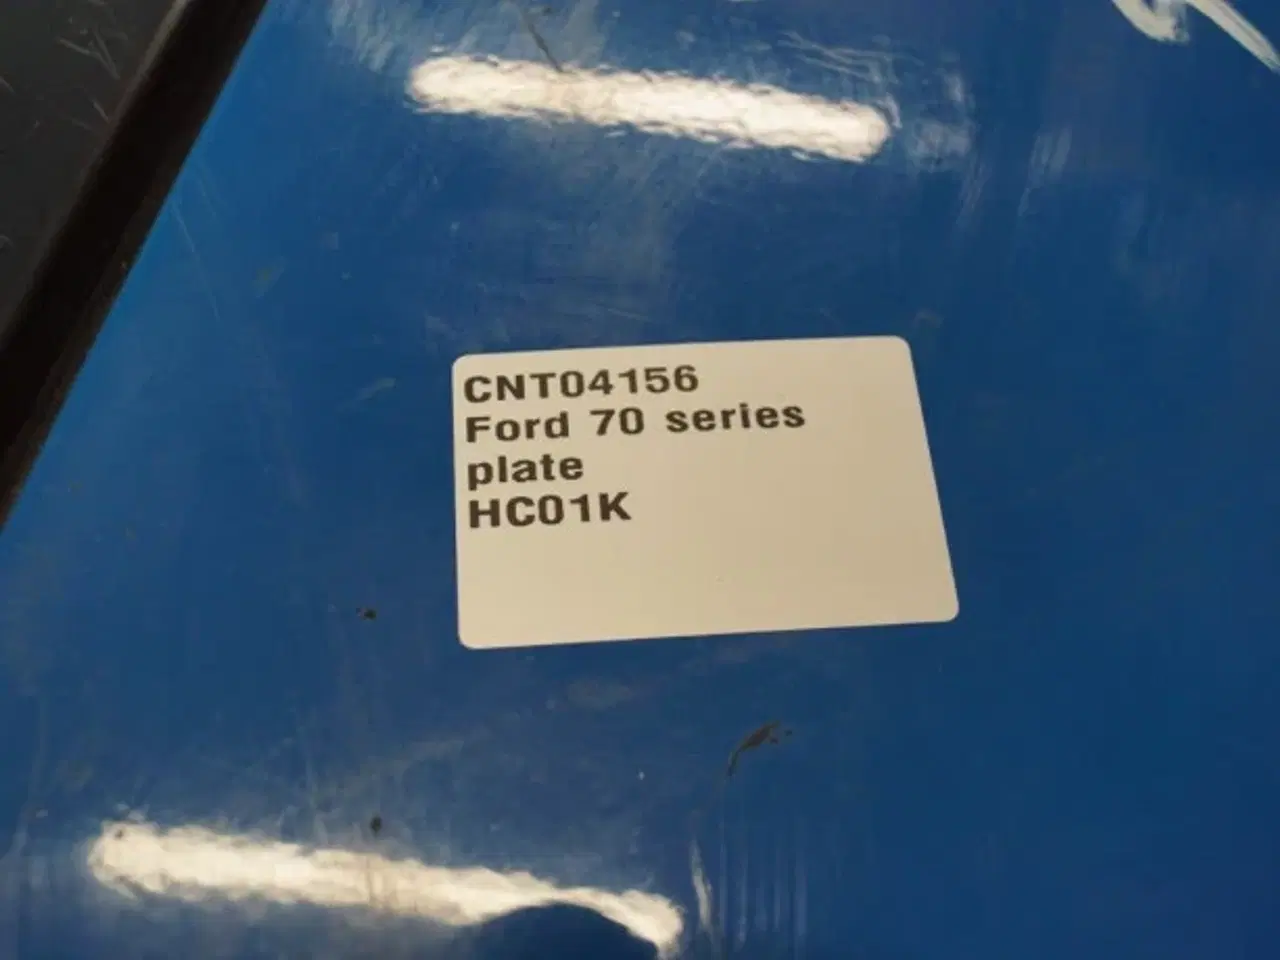 CNT04156
Ford 70 series
plate
HC01K